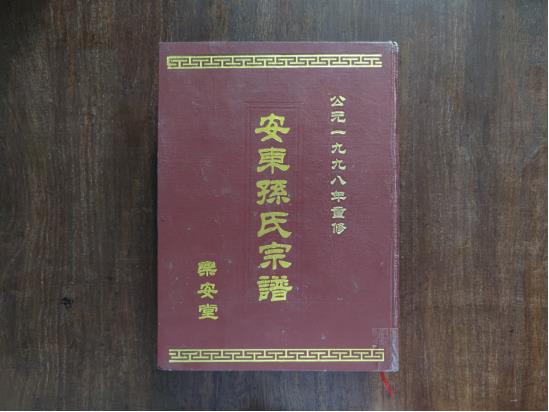 公元一九九八年重修
安東孫氏宗譜
樂安堂